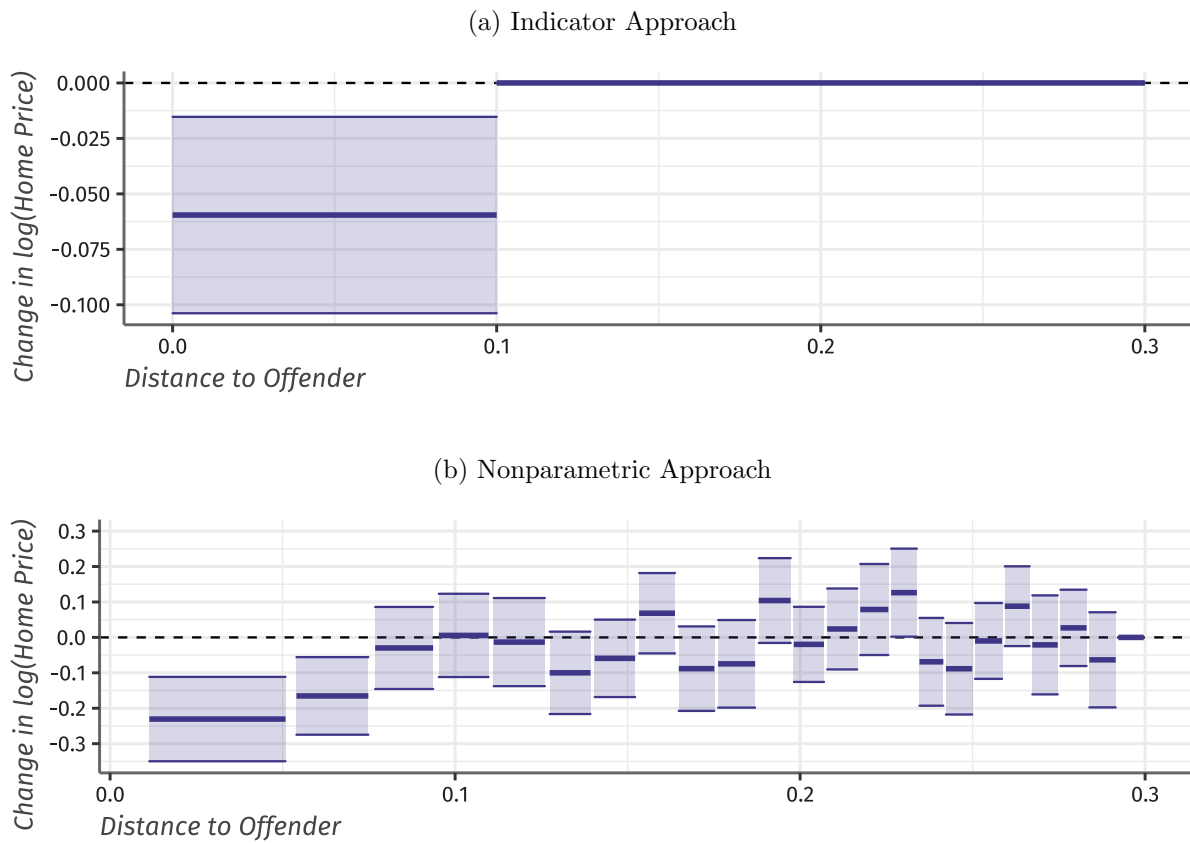 (a) Indicator Approach
Change in log(Home Price)
0.000
−0.025
−0.050
−0.075
−0.100
0.0 0.1 0.2 0.3
Distance to Offender
(b) Nonparametric Approach
Change in log(Home Price)
0.3
0.2
0.1
0.0
−0.1
−0.2
−0.3
0.0 0.1 0.2 0.3
Distance to Offender